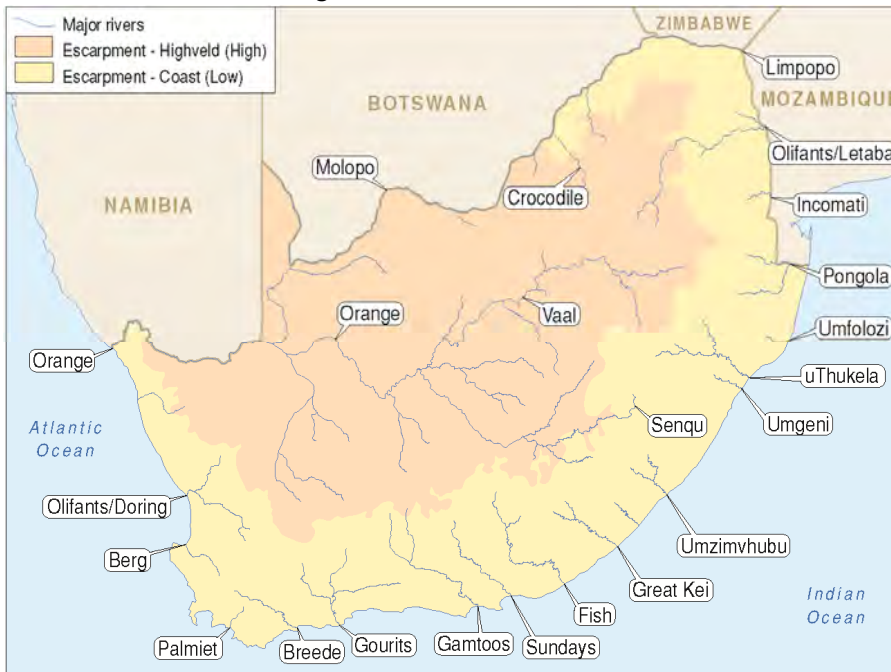 Major rivers
Escarpment - Highveld (High)
Escarpment - Coast (Low)
ZIMBABWE
Limpopo
BOTSWANA
MOZAMBIQUE
Olifants/Letaba
Molopo
Crocodile
NAMIBIA
Incomati
Pongola
Orange
Vaal
Umfolozi
Orange
uThukela
Atlantic
Ocean
Senqu
Umgeni
Olifants/Doring
Umzimvhubu
Berg
Great Kei
Indian
Ocean
Fish
Palmiet
Breede
Gourits
Gamtoos
Sundays